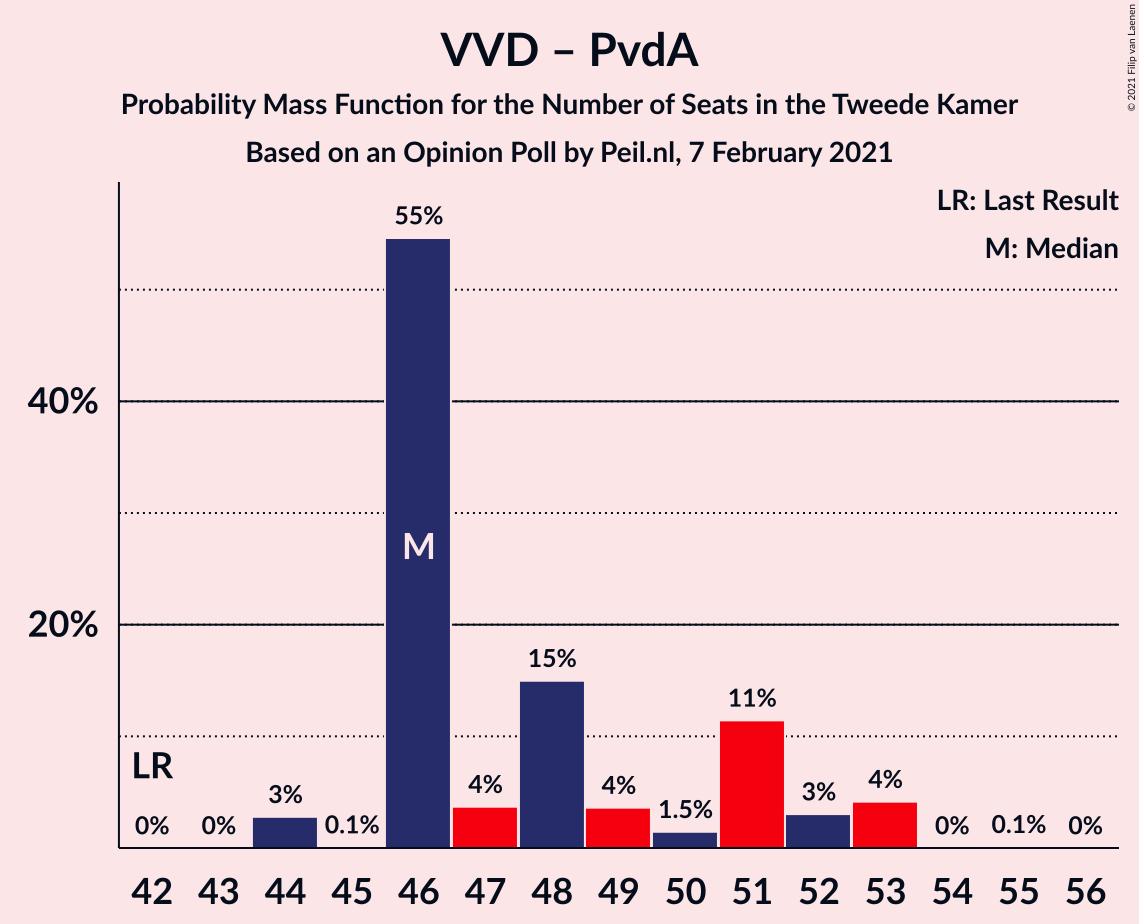 VVD – PvdA
Probability Mass Function for the Number of Seats in the Tweede Kamer
Based on an Opinion Poll by Peil.nl, 7 February 2021
© 2021 Filip van Laenen
LR: Last Result
M: Median
55%
40%
M
20%
15%
11%
LR
3%
4%
4%
3%
4%
0%
0%
0.1%
1.5%
0%
0.1%
0%
42 43 44 45 46 47 48 49 50 51 52 53 54 55 56